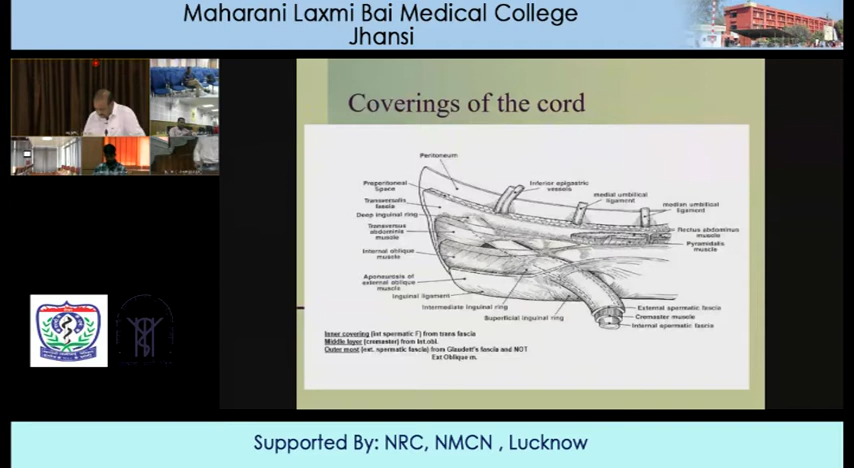 Maharani Laxmi Bai Medical College
Jhansi
Coverings of the cord
Peritoneum
Preperitoneal
Space
Transversalis
fascia
Deep inguinal ring
Transversus
abdominis
muscle
Internal oblique
muscle
Aponeurosis of
external oblique
muscle
Inguinal ligament
Intermediate inguinal ring
Superficial inguinal ring
Inferior epigastric
vessels
medial umbilical
ligament
median umbilical
ligament
Rectus abdominus
muscle
Pyramidalis
muscle
External spermatic fascia
Cremaster muscle
Internal spermatic fascia
Inner covering (int spermatic F) from trans fascia
Middle layer (cremaster) from Int.obl.
Outer most (ext. spermatic fascia) from Glaudett's fascia and NOT
Ext Oblique m.
Supported By: NRC, NMCN , Lucknow